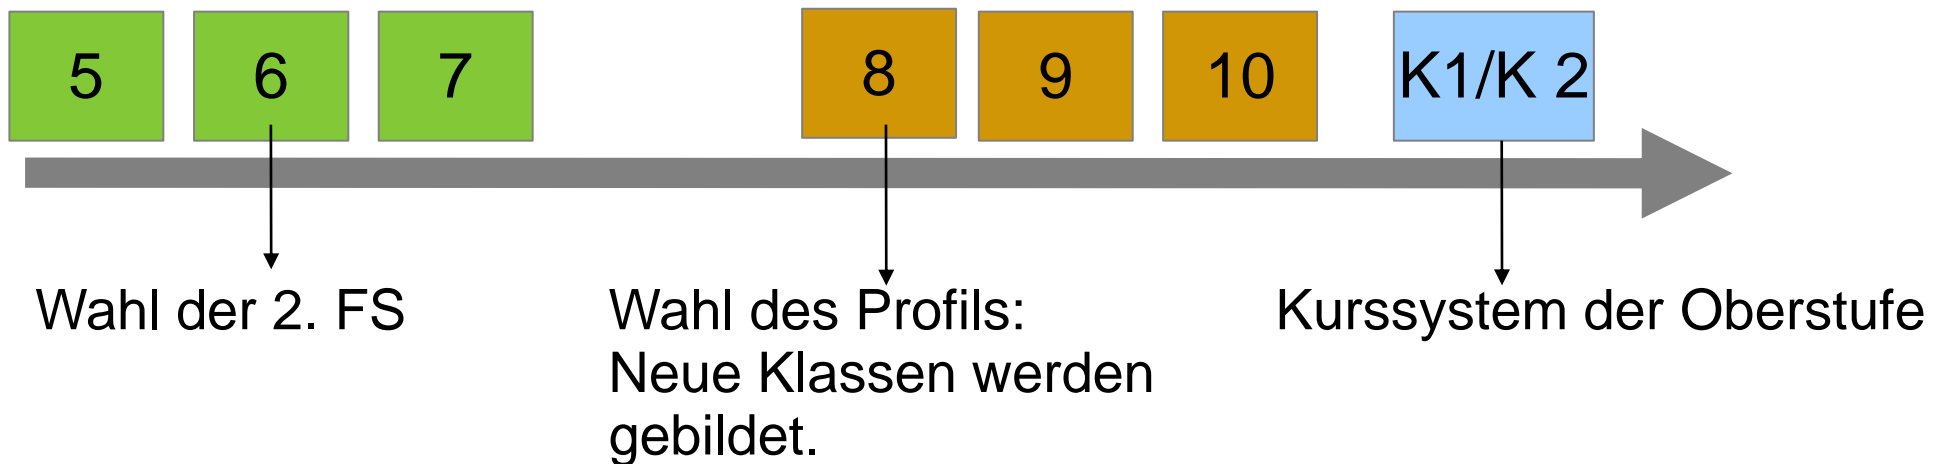 5 6 7 8 9 10 K1/K 2
Wahl der 2. FS
Wahl des Profils:
Neue Klassen werden
gebildet.
Kurssystem der Oberstufe